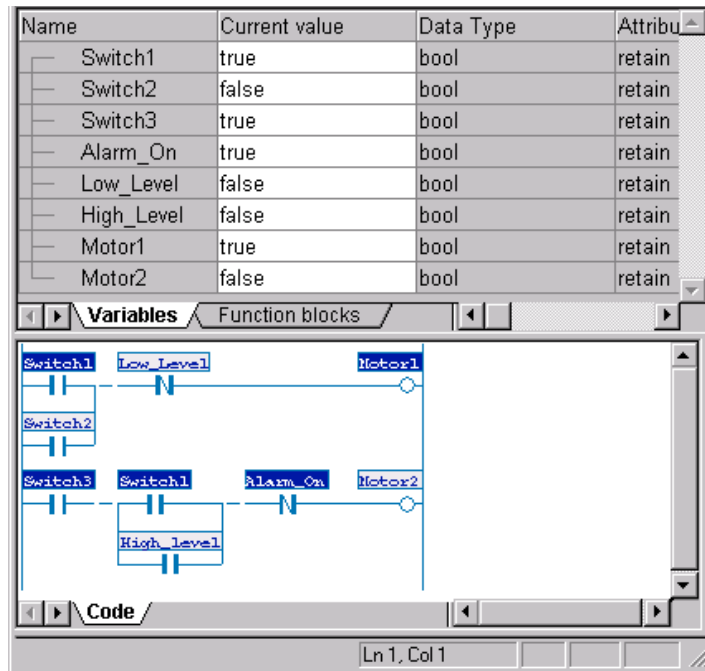 Name Current value Data Type Attribu
Switch1 true bool retain
Switch2 false bool retain
Switch3 true bool retain
Alarm_On true bool retain
Low_Level false bool retain
High_Level false bool retain
Motor1 true bool retain
Motor2 false bool retain
Variables Function blocks
Switch1 Low_Level Motor1
N
Switch2
Switch3 Switch1 Alarm_On Motor2
N
High_level
Code
Ln 1, Col 1